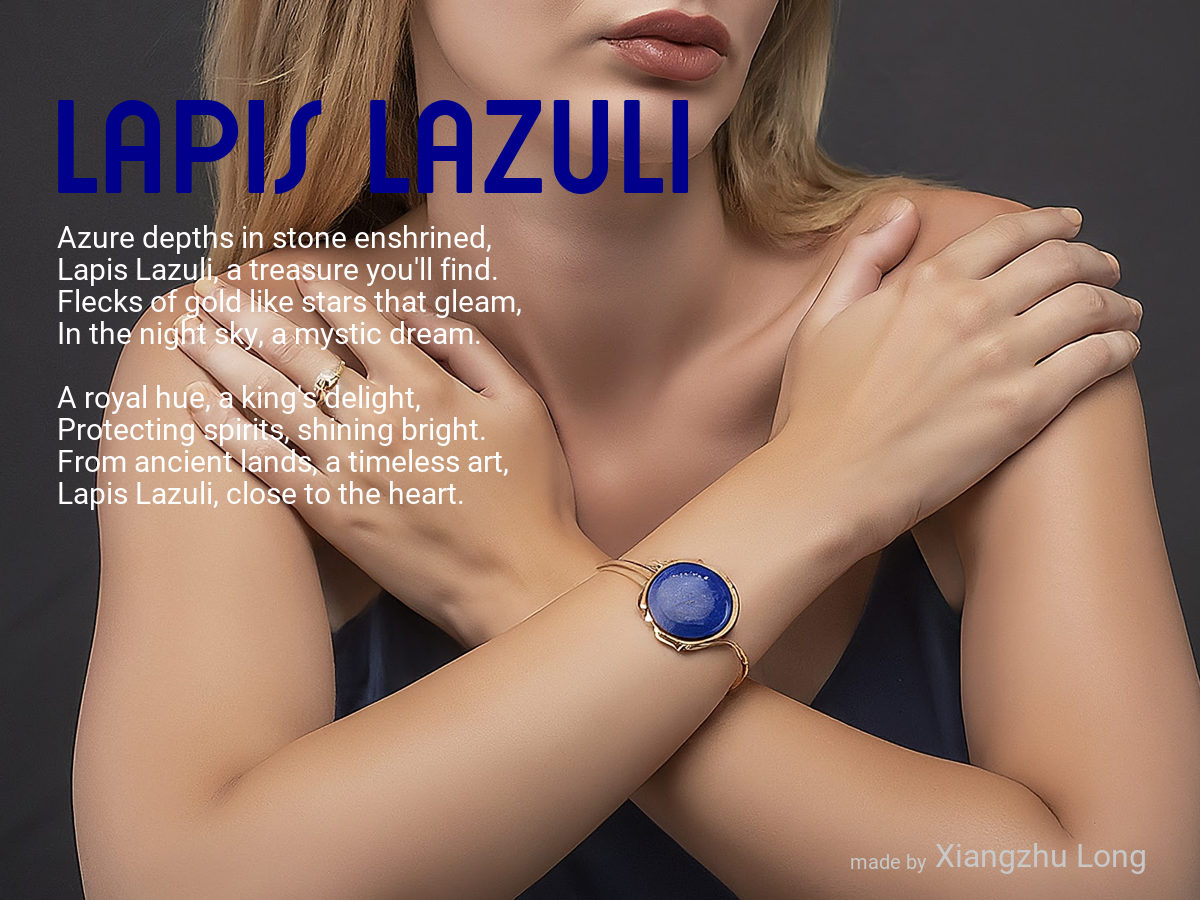 LAPIS LAZULI
Azure depths in stone enshrined,
Lapis Lazuli, a treasure you'll find.
Flecks of gold like stars that gleam,
In the night sky, a mystic dream.
A royal hue, a king's delight,
Protecting spirits, shining bright.
From ancient lands, a timeless art,
Lapis Lazuli, close to the heart.
made by Xiangzhu Long